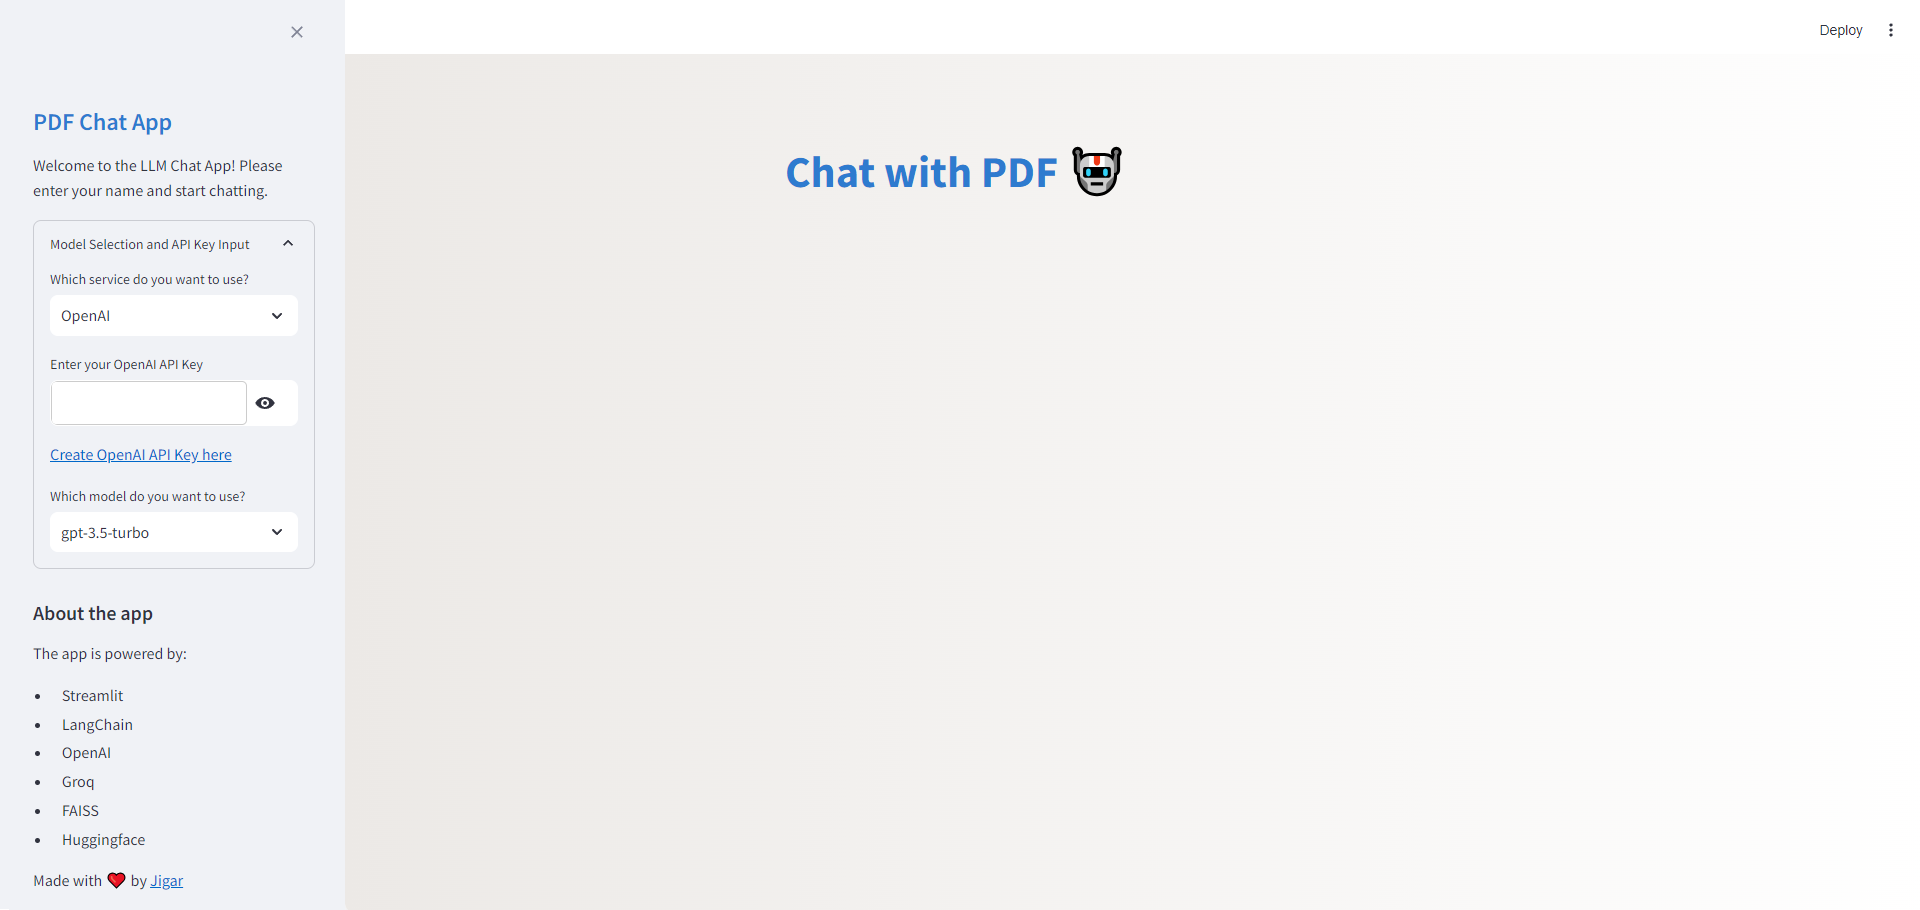 Deploy
PDF Chat App
Welcome to the LLM Chat App! Please
enter your name and start chatting.
Model Selection and API Key Input
Which service do you want to use?
OpenAI
Enter your OpenAI API Key
Create OpenAI API Key here
Which model do you want to use?
gpt-3.5-turbo
About the app
The app is powered by:
Streamlit
LangChain
OpenAI
Groq
FAISS
Huggingface
Made with ❤️ by Jigar
Chat with PDF